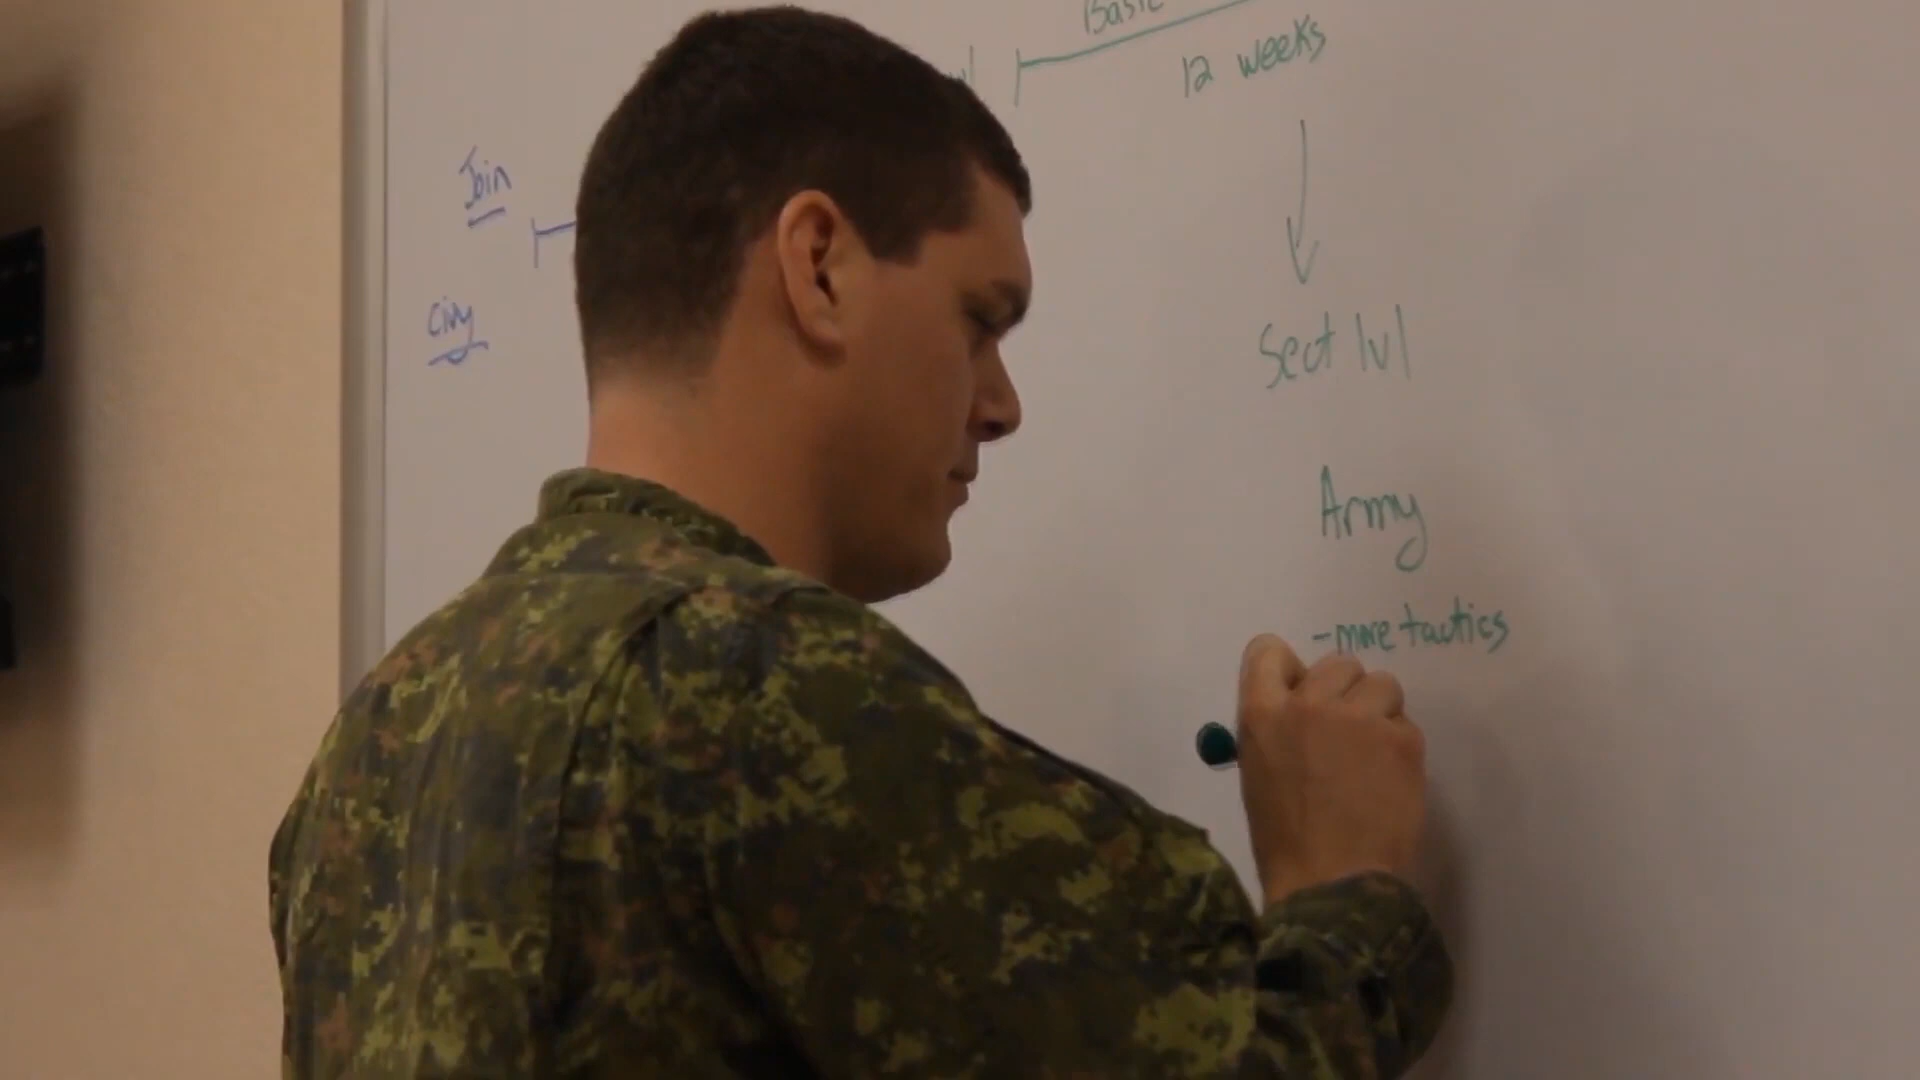 Basic
12 weeks
Join
Civy
Sect lvl
Army
-more tactics